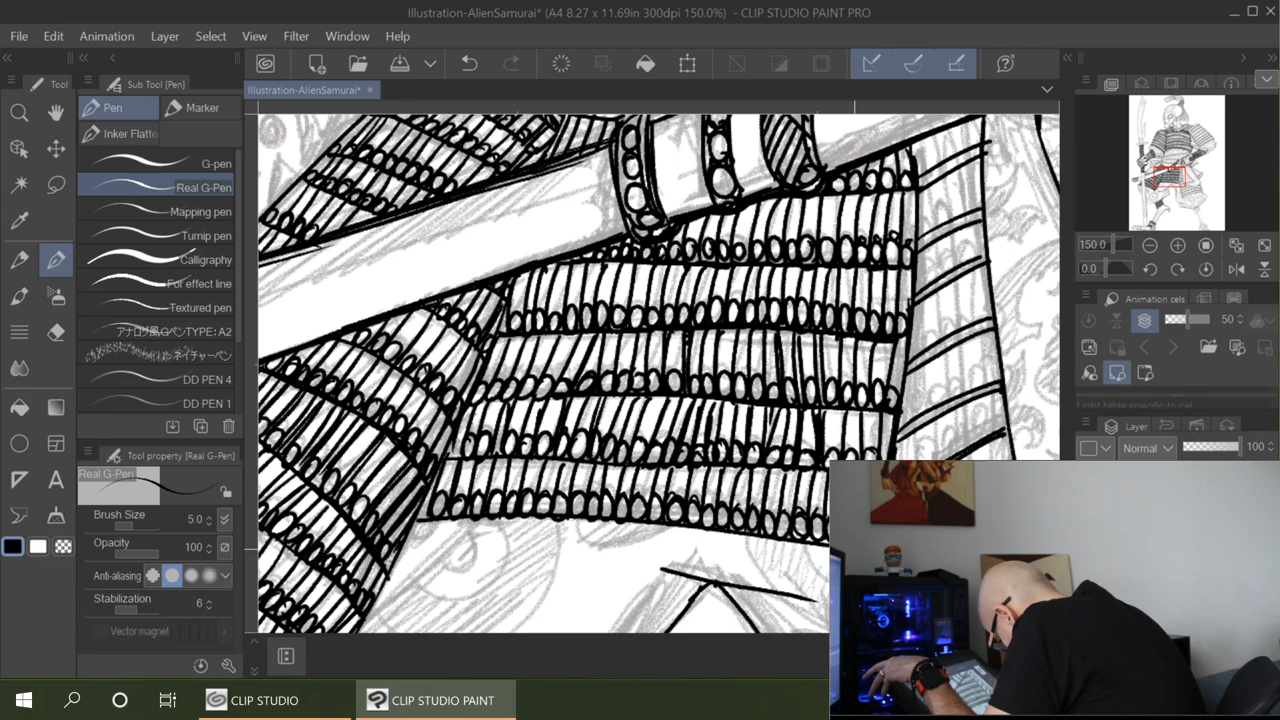 Illustration-AlienSamurai* (A4 8.27 x 11.69in 300dpi 150.0%) - CLIP STUDIO PAINT PRO
File Edit Animation Layer Select View Filter Window Help
Tool
Sub Tool [Pen]
Illustration-AlienSamurai*
Pen
Marker
Inker Flatte
G-pen
Real G-Pen
Mapping pen
Turnip pen
Calligraphy
For effect line
Textured pen
アナログ風GペンTYPE: A2
DD PEN 4
DD PEN 1
Tool property [Real G-Pen]
Real G-Pen
Brush Size 5.0
Opacity 100
Anti-aliasing
Stabilization 6
Vector magnet
150.0
0.0
Animation cels
50
Light table specific to cel
Layer
Normal
100
CLIP STUDIO
CLIP STUDIO PAINT